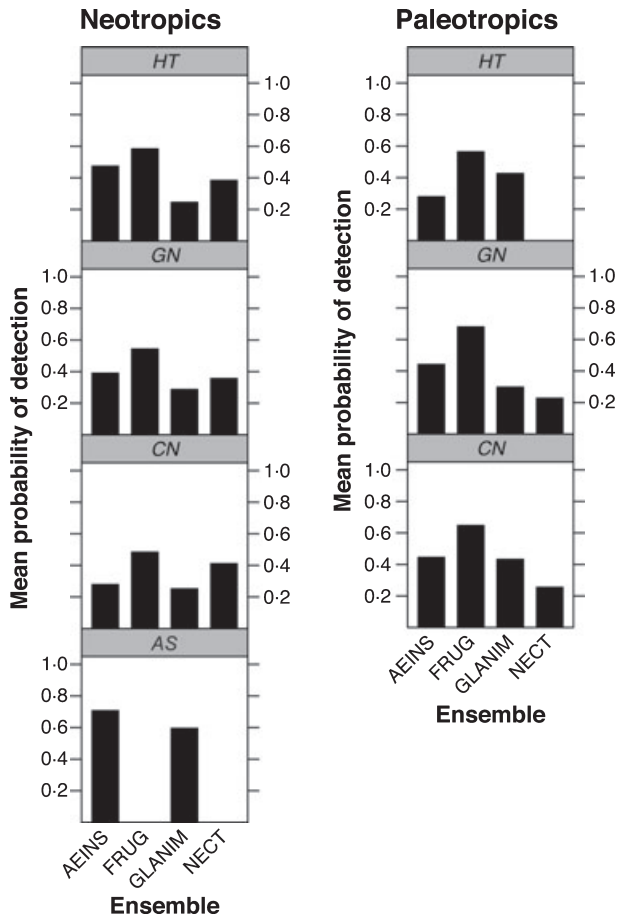 Neotropics
HT
1·0
0·8
0·6
0·4
0·2
GN
1·0
0·8
0·6
0·4
0·2
CN
1·0
0·8
0·6
0·4
0·2
AS
1·0
0·8
0·6
0·4
0·2
Mean probability of detection
AEINS
FRUG
GLANIM
NECT
Ensemble
Paleotropics
HT
1·0
0·8
0·6
0·4
0·2
GN
1·0
0·8
0·6
0·4
0·2
CN
1·0
0·8
0·6
0·4
0·2
Mean probability of detection
AEINS
FRUG
GLANIM
NECT
Ensemble